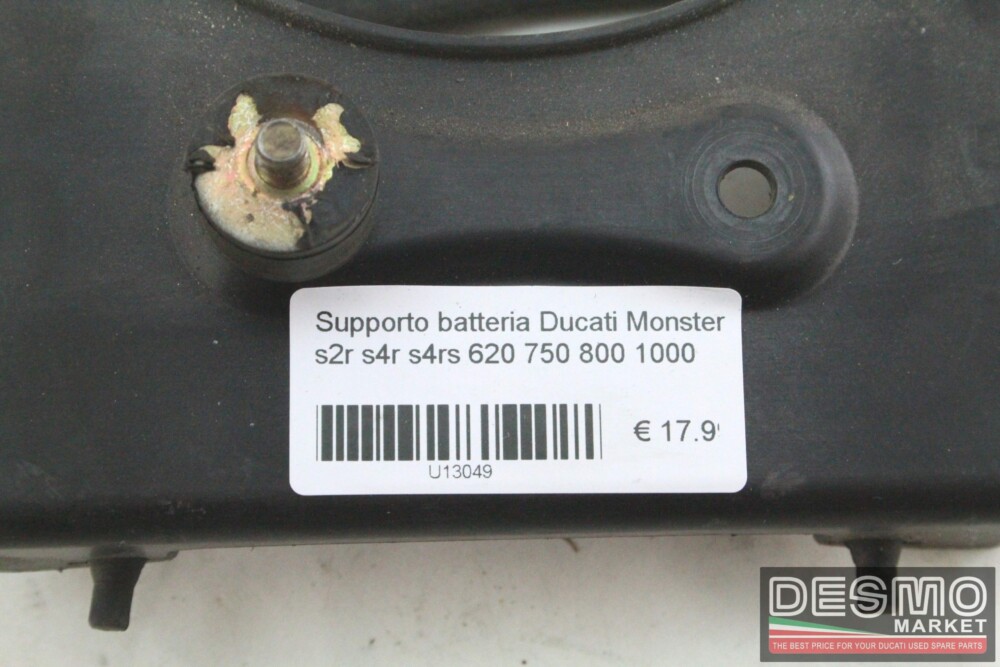 Supporto batteria Ducati Monster
s2r s4r s4rs 620 750 800 1000
€ 17.9
U13049
DESMO
MARKET
THE BEST PRICE FOR YOUR DUCATI USED SPARE PARTS